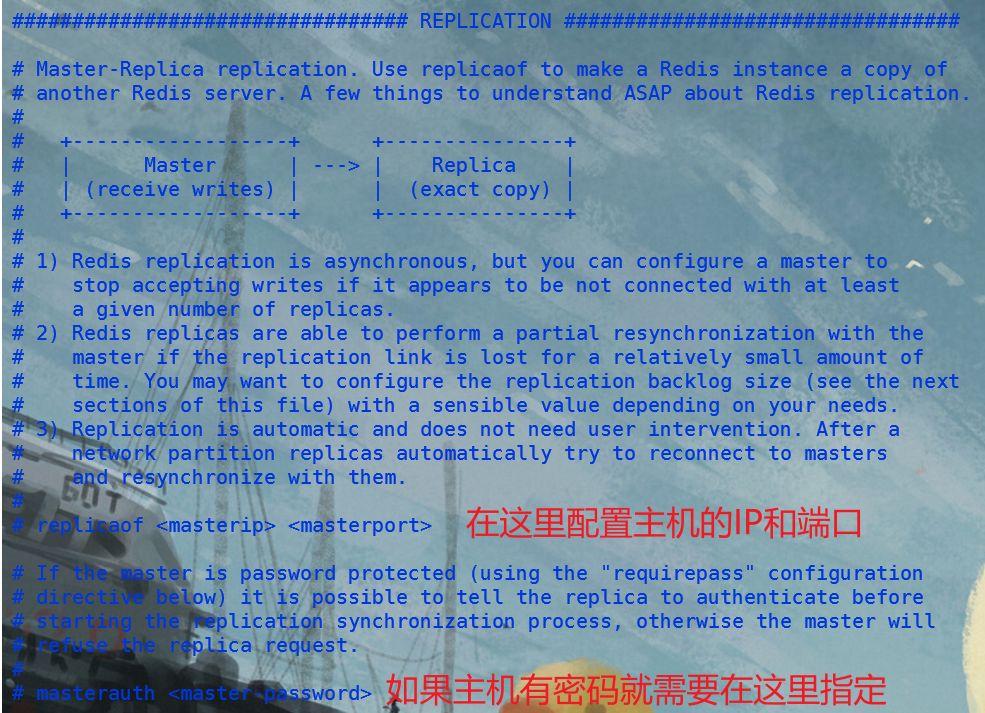 ################################# REPLICATION #################################
# Master-Replica replication. Use replicaof to make a Redis instance a copy of
# another Redis server. A few things to understand ASAP about Redis replication.
#
#   +------------------+      +---------------+
#   |      Master      | ---> |    Replica    |
#   | (receive writes) |      |  (exact copy) |
#   +------------------+      +---------------+
#
# 1) Redis replication is asynchronous, but you can configure a master to
#    stop accepting writes if it appears to be not connected with at least
#    a given number of replicas.
# 2) Redis replicas are able to perform a partial resynchronization with the
#    master if the replication link is lost for a relatively small amount of
#    time. You may want to configure the replication backlog size (see the next
#    sections of this file) with a sensible value depending on your needs.
# 3) Replication is automatic and does not need user intervention. After a
#    network partition replicas automatically try to reconnect to masters
#    and resynchronize with them.
#
# replicaof <masterip> <masterport> 在这里配置主机的IP和端口
# If the master is password protected (using the "requirepass" configuration
# directive below) it is possible to tell the replica to authenticate before
# starting the replication synchronization process, otherwise the master will
# refuse the replica request.
#
# masterauth <master-password> 如果主机有密码就需要在这里指定
БОТ